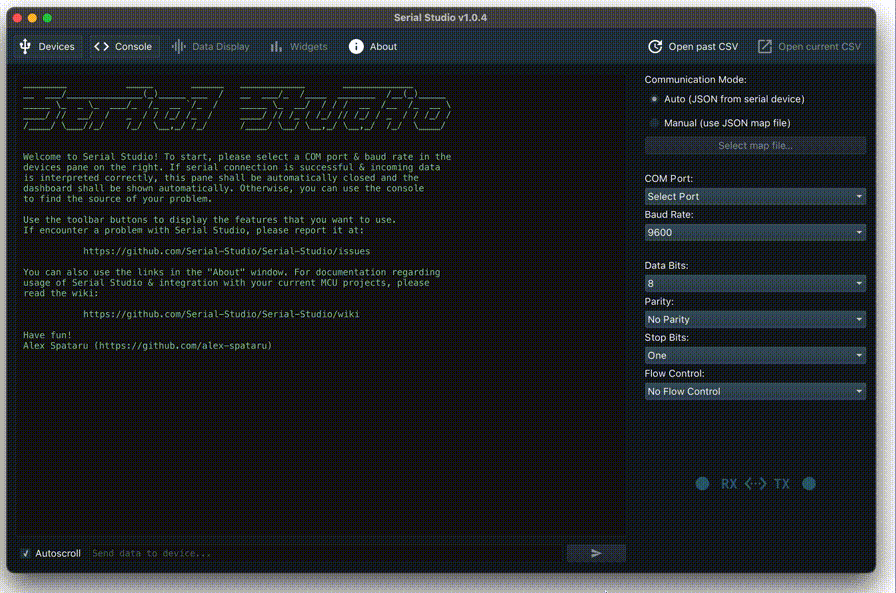 Serial Studio v1.0.4
Devices
Console
Data Display
Widgets
About
Open past CSV
Open current CSV
Serial Studio
Welcome to Serial Studio! To start, please select a COM port & baud rate in the
devices pane on the right. If serial connection is successful & incoming data
is interpreted correctly, this pane shall be automatically closed and the
dashboard shall be shown automatically. Otherwise, you can use the console
to find the source of your problem.
Use the toolbar buttons to display the features that you want to use.
If encounter a problem with Serial Studio, please report it at:
https://github.com/Serial-Studio/Serial-Studio/issues
You can also use the links in the "About" window. For documentation regarding
usage of Serial Studio & integration with your current MCU projects, please
read the wiki:
https://github.com/Serial-Studio/Serial-Studio/wiki
Have fun!
Alex Spataru (https://github.com/alex-spataru)
Autoscroll
Send data to device...
Communication Mode:
Auto (JSON from serial device)
Manual (use JSON map file)
Select map file...
COM Port:
Select Port
Baud Rate:
9600
Data Bits:
8
Parity:
No Parity
Stop Bits:
One
Flow Control:
No Flow Control
RX
TX